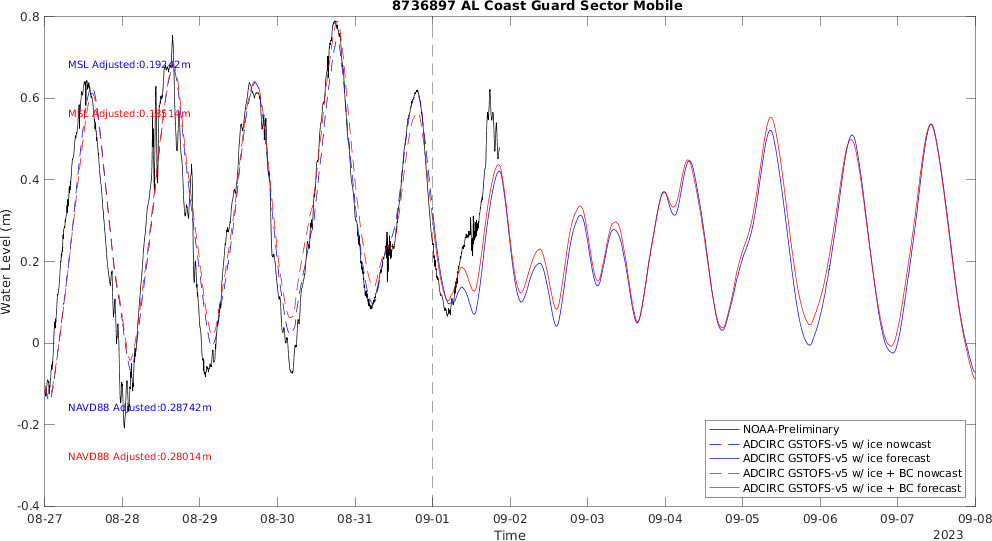 8736897 AL Coast Guard Sector Mobile
0.8
0.6
0.4
0.2
0
-0.2
-0.4
Water Level (m)
MSL Adjusted:0.19242m
MSL Adjusted:0.18514m
NAVD88 Adjusted:0.28742m
NAVD88 Adjusted:0.28014m
NOAA-Preliminary
ADCIRC GSTOFS-v5 w/ ice nowcast
ADCIRC GSTOFS-v5 w/ ice forecast
ADCIRC GSTOFS-v5 w/ ice + BC nowcast
ADCIRC GSTOFS-v5 w/ ice + BC forecast
08-27 08-28 08-29 08-30 08-31 09-01 09-02 09-03 09-04 09-05 09-06 09-07 09-08
Time
2023